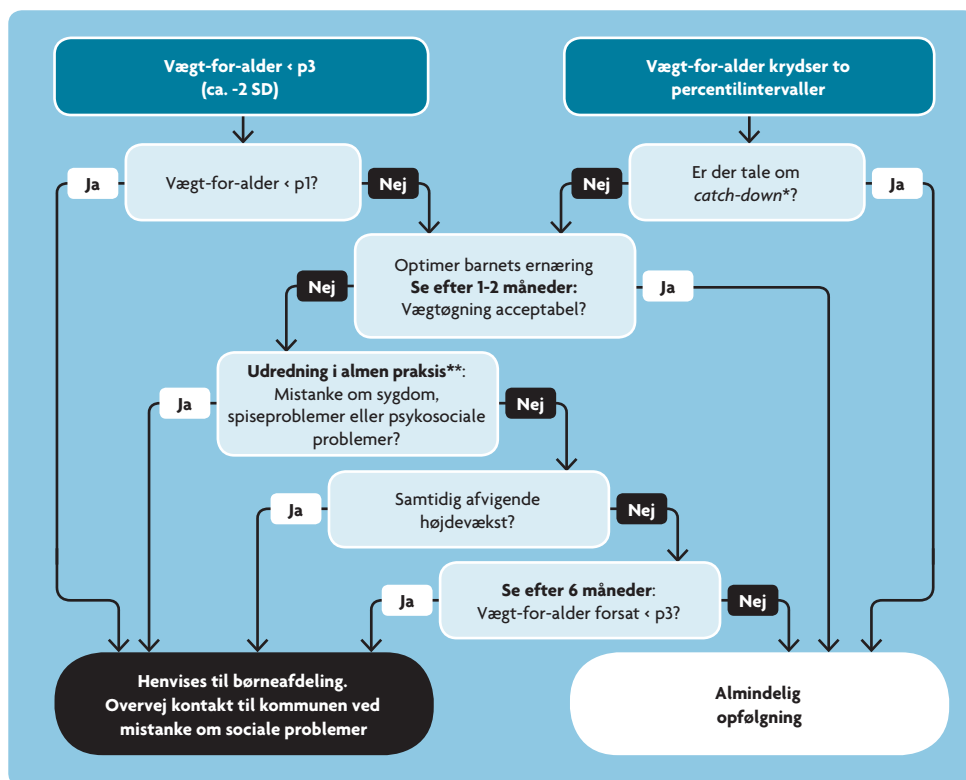 Vægt-for-alder < p3
(ca. -2 SD)
Vægt-for-alder krydser to
percentilintervaller
Ja
Vægt-for-alder < p1?
Nej
Nej
Er der tale om
catch-down*?
Ja
Nej
Optimer barnets ernæring
Se efter 1-2 måneder:
Vægtøgning acceptabel?
Ja
Ja
Udredning i almen praksis**:
Mistanke om sygdom,
spiseproblemer eller psykosociale
problemer?
Nej
Ja
Samtidig afvigende
højdevækst?
Nej
Ja
Se efter 6 måneder:
Vægt-for-alder forsat < p3?
Nej
Henvises til børneafdeling.
Overvej kontakt til kommunen ved
mistanke om sociale problemer
Almindelig
opfølgning